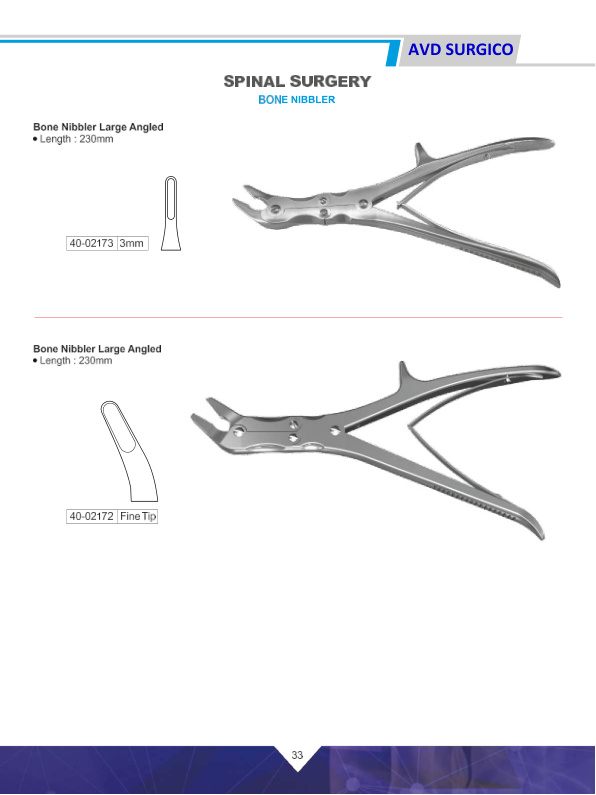 AVD SURGICO
SPINAL SURGERY
BONE NIBBLER
Bone Nibbler Large Angled
• Length : 230mm
40-02173 3mm
Bone Nibbler Large Angled
• Length : 230mm
40-02172 Fine Tip
33